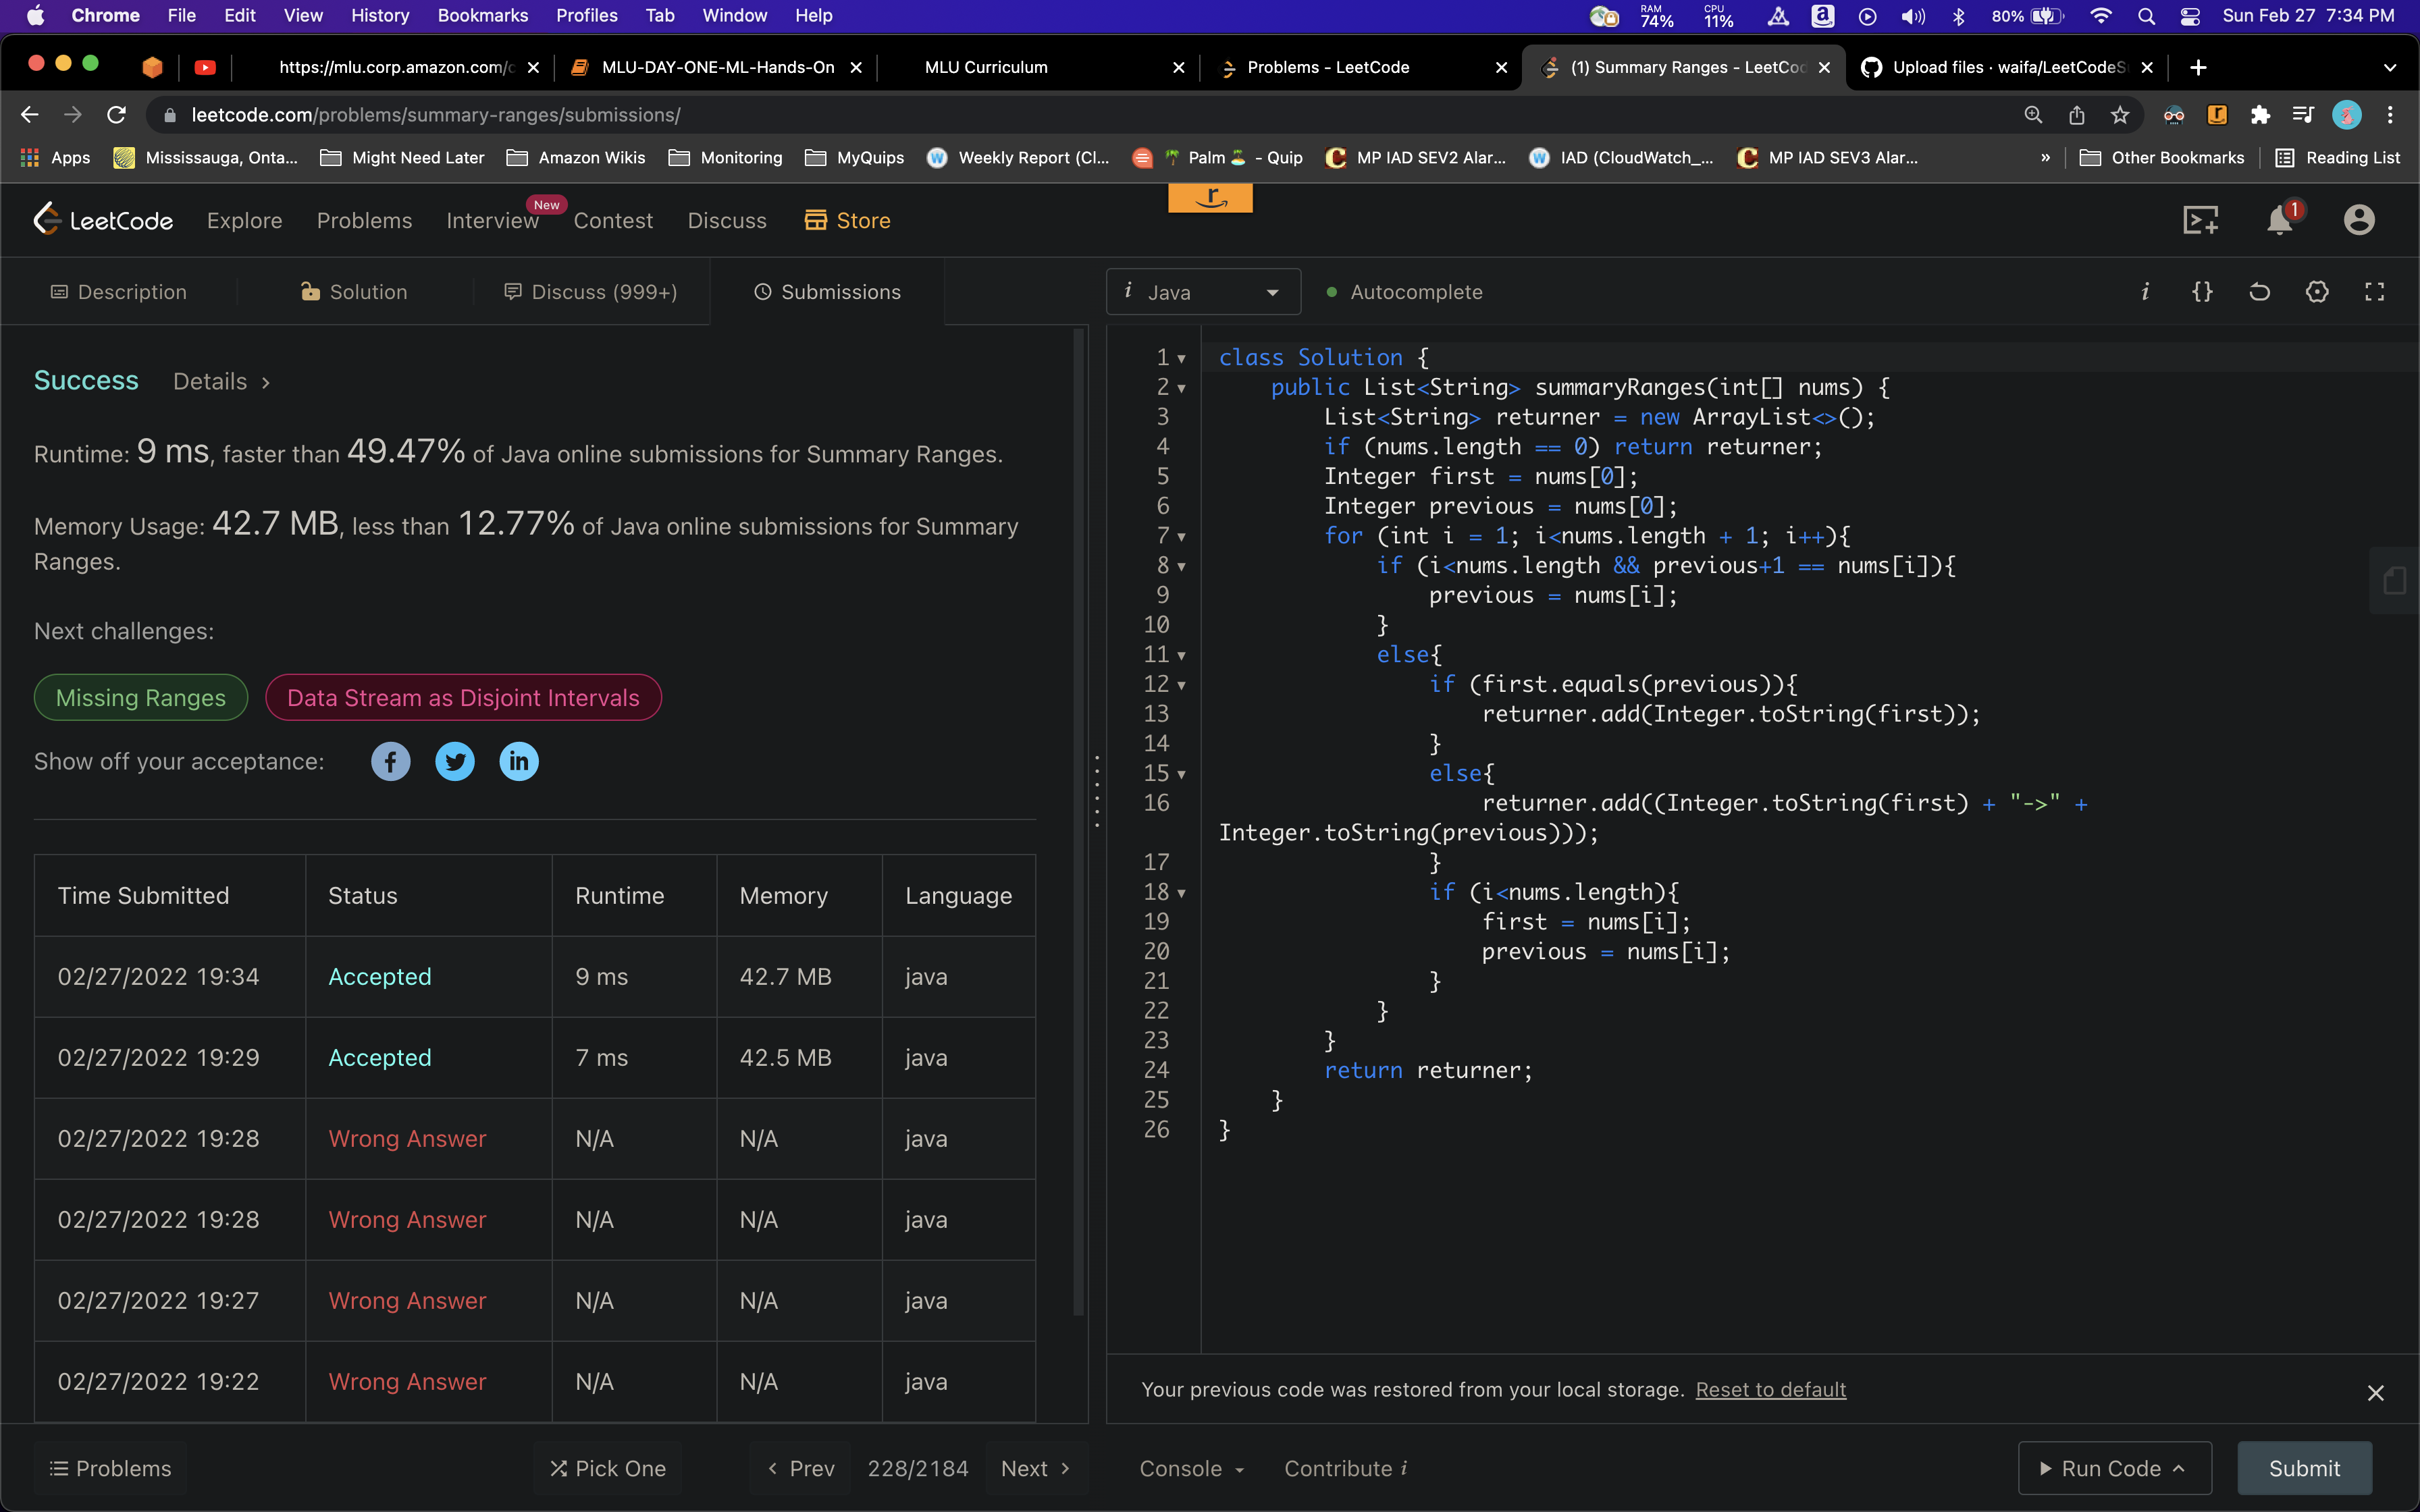 Chrome File Edit View History Bookmarks Profiles Tab Window Help RAM 74% CPU 11% 80% Sun Feb 27 7:34 PM
https://mlu.corp.amazon.com/c MLU-DAY-ONE-ML-Hands-On MLU Curriculum Problems - LeetCode (1) Summary Ranges - LeetCoc Upload files · waifa/LeetCodeS
leetcode.com/problems/summary-ranges/submissions/
Apps Mississauga, Onta... Might Need Later Amazon Wikis Monitoring MyQuips Weekly Report (Cl... Palm - Quip MP IAD SEV2 Alar... IAD (CloudWatch_... MP IAD SEV3 Alar... » Other Bookmarks Reading List
LeetCode Explore Problems Interview New Contest Discuss Store r 1
Description Solution Discuss (999+) Submissions
i Java Autocomplete i {}
Success Details >
Runtime: 9 ms, faster than 49.47% of Java online submissions for Summary Ranges.
Memory Usage: 42.7 MB, less than 12.77% of Java online submissions for Summary
Ranges.
Next challenges:
Missing Ranges Data Stream as Disjoint Intervals
Show off your acceptance: f in
Time Submitted Status Runtime Memory Language
02/27/2022 19:34 Accepted 9 ms 42.7 MB java
02/27/2022 19:29 Accepted 7 ms 42.5 MB java
02/27/2022 19:28 Wrong Answer N/A N/A java
02/27/2022 19:28 Wrong Answer N/A N/A java
02/27/2022 19:27 Wrong Answer N/A N/A java
02/27/2022 19:22 Wrong Answer N/A N/A java
1 class Solution {
2 public List<String> summaryRanges(int[] nums) {
3 List<String> returner = new ArrayList<>();
4 if (nums.length == 0) return returner;
5 Integer first = nums[0];
6 Integer previous = nums[0];
7 for (int i = 1; i<nums.length + 1; i++){
8 if (i<nums.length && previous+1 == nums[i]){
9 previous = nums[i];
10 }
11 else{
12 if (first.equals(previous)){
13 returner.add(Integer.toString(first));
14 }
15 else{
16 returner.add((Integer.toString(first) + "->" +
Integer.toString(previous)));
17 }
18 if (i<nums.length){
19 first = nums[i];
20 previous = nums[i];
21 }
22 }
23 }
24 return returner;
25 }
26 }
Your previous code was restored from your local storage. Reset to default
Problems Pick One < Prev 228/2184 Next > Console Contribute i Run Code Submit